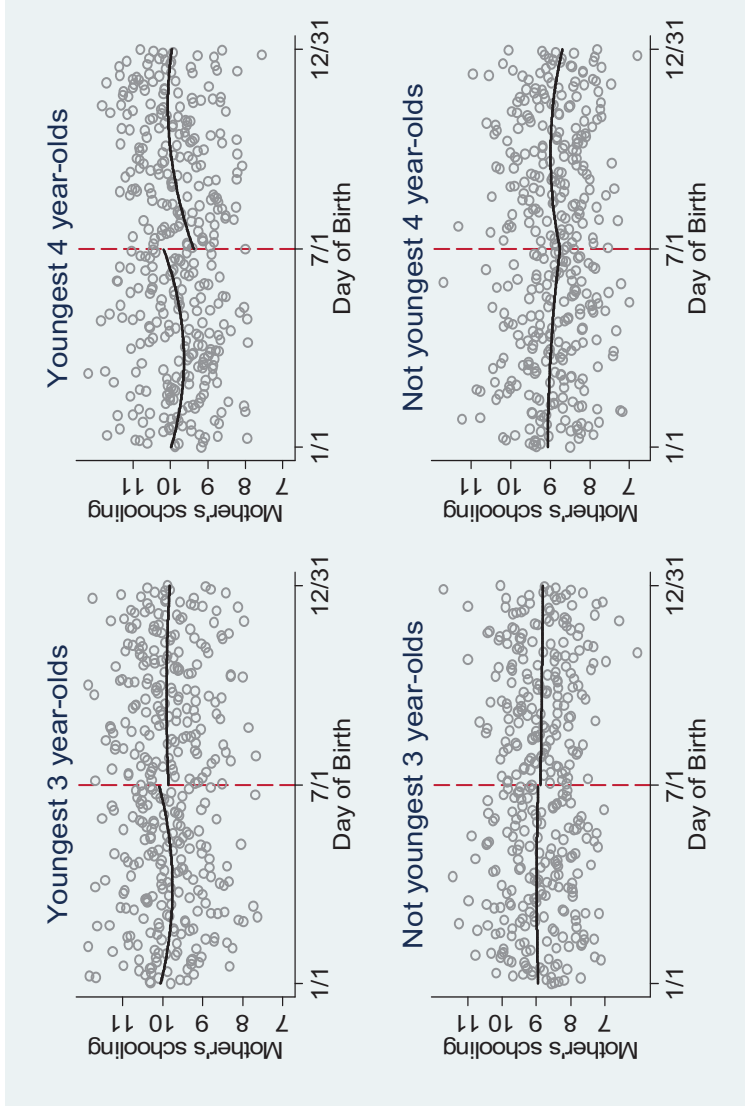 Youngest 3 year-olds
Mother's schooling
11
10
9
8
7
1/1
7/1
12/31
Day of Birth
Youngest 4 year-olds
Mother's schooling
11
10
9
8
7
1/1
7/1
12/31
Day of Birth
Not youngest 3 year-olds
Mother's schooling
11
10
9
8
7
1/1
7/1
12/31
Day of Birth
Not youngest 4 year-olds
Mother's schooling
11
10
9
8
7
1/1
7/1
12/31
Day of Birth